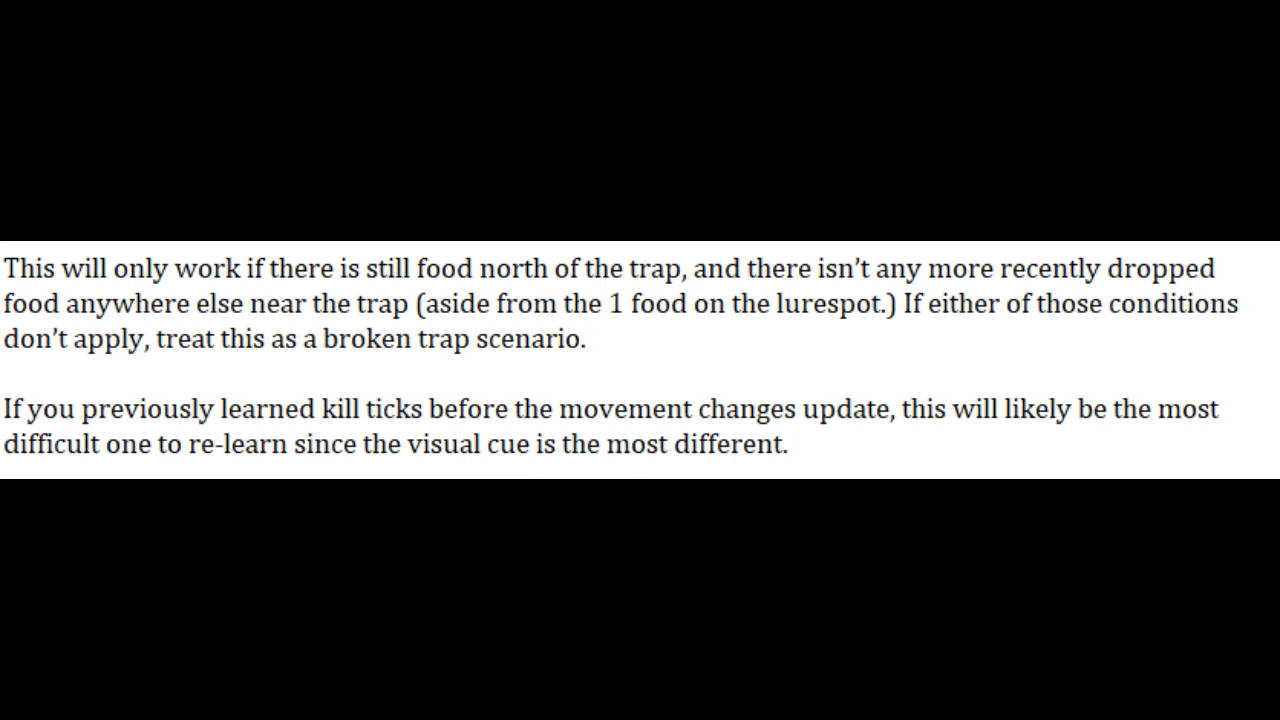 This will only work if there is still food north of the trap, and there isn’t any more recently dropped
food anywhere else near the trap (aside from the 1 food on the lurespot.) If either of those conditions
don’t apply, treat this as a broken trap scenario.
If you previously learned kill ticks before the movement changes update, this will likely be the most
difficult one to re-learn since the visual cue is the most different.